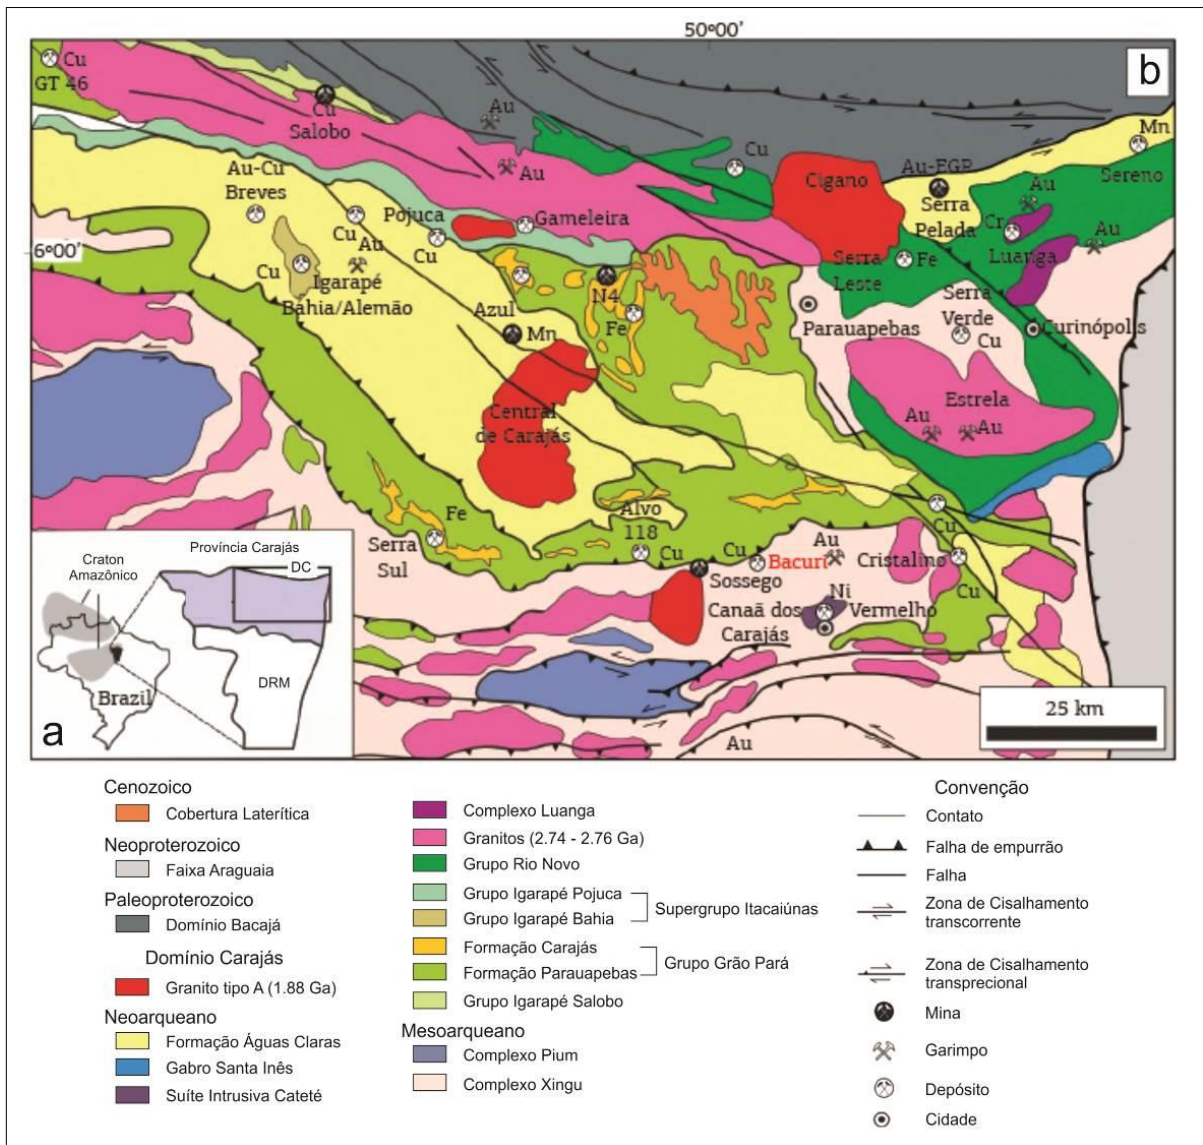 50º00'
b
Cu
GT 46
Cu
Salobo
Au
Mn
Au-Cu
Breves
Au
Cu
Cigano
Au-EGP
Au
Sereno
Serra
Pelada
Cr
Au
Pojuca
Gameleira
Cu
Au
Cu
6º00'
Cu
Igarapé
Bahia/Alemão
Serra
Leste
Fe
Luanga
Azul
N4
Serra
Verde
Mn
Fe
Parauapebas
Cu
Curinópolis
Central
de Carajás
Estrela
Au
Au
Fe
Alvo
118
Cu
Serra
Sul
Cu
Cu
Au
Bacuri
Cristalino
Sossego
Ni
Cu
Canaã dos
Carajás
Vermelho
Au
25 km
Província Carajás
Craton
Amazônico
DC
DRM
Brazil
a
Cenozoico
Cobertura Laterítica
Neoproterozoico
Faixa Araguaia
Paleoproterozoico
Domínio Bacajá
Domínio Carajás
Granito tipo A (1.88 Ga)
Neoarqueano
Formação Águas Claras
Gabro Santa Inês
Suíte Intrusiva Cateté
Complexo Luanga
Granitos (2.74 - 2.76 Ga)
Grupo Rio Novo
Grupo Igarapé Pojuca
Grupo Igarapé Bahia
Supergrupo Itacaiúnas
Formação Carajás
Formação Parauapebas
Grupo Grão Pará
Grupo Igarapé Salobo
Mesoarqueano
Complexo Pium
Complexo Xingu
Convenção
Contato
Falha de empurrão
Falha
Zona de Cisalhamento
transcorrente
Zona de Cisalhamento
transprecional
Mina
Garimpo
Depósito
Cidade